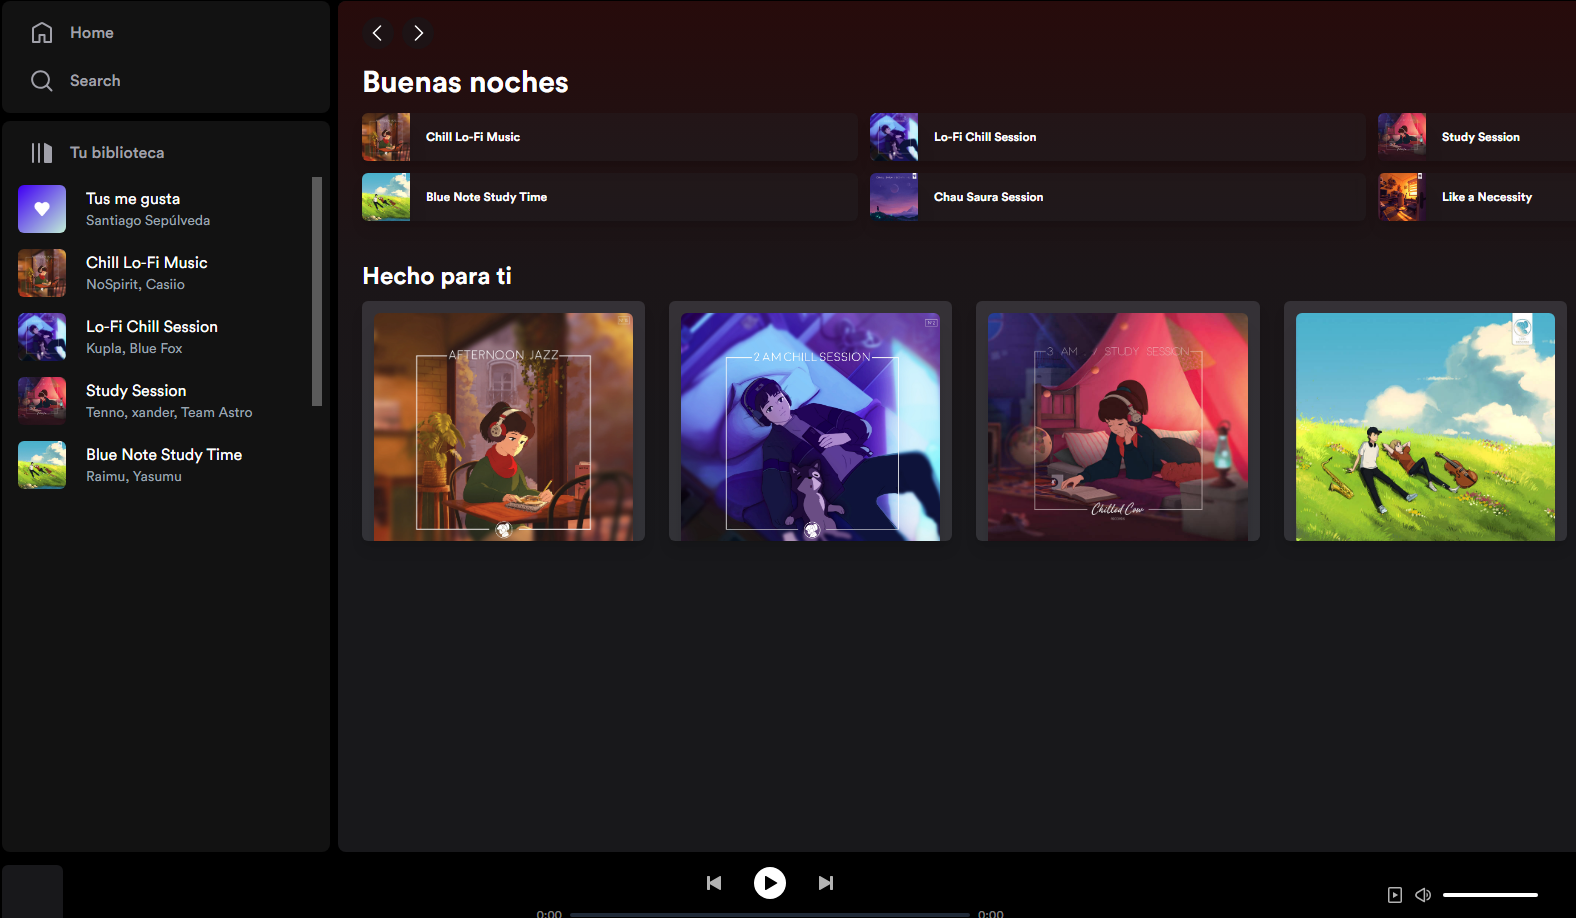 Home
Search
Tu biblioteca
Tus me gusta
Santiago Sepúlveda
Chill Lo-Fi Music
NoSpirit, Casiio
Lo-Fi Chill Session
Kupla, Blue Fox
Study Session
Tenno, xander, Team Astro
Blue Note Study Time
Raimu, Yasumu
Buenas noches
Chill Lo-Fi Music
Lo-Fi Chill Session
Study Session
Blue Note Study Time
Chau Saura Session
Like a Necessity
Hecho para ti
AFTERNOON JAZZ
2 AM CHILL SESSION
3 AM . / STUDY SESSION
Chilled Cow
0:00
0:00